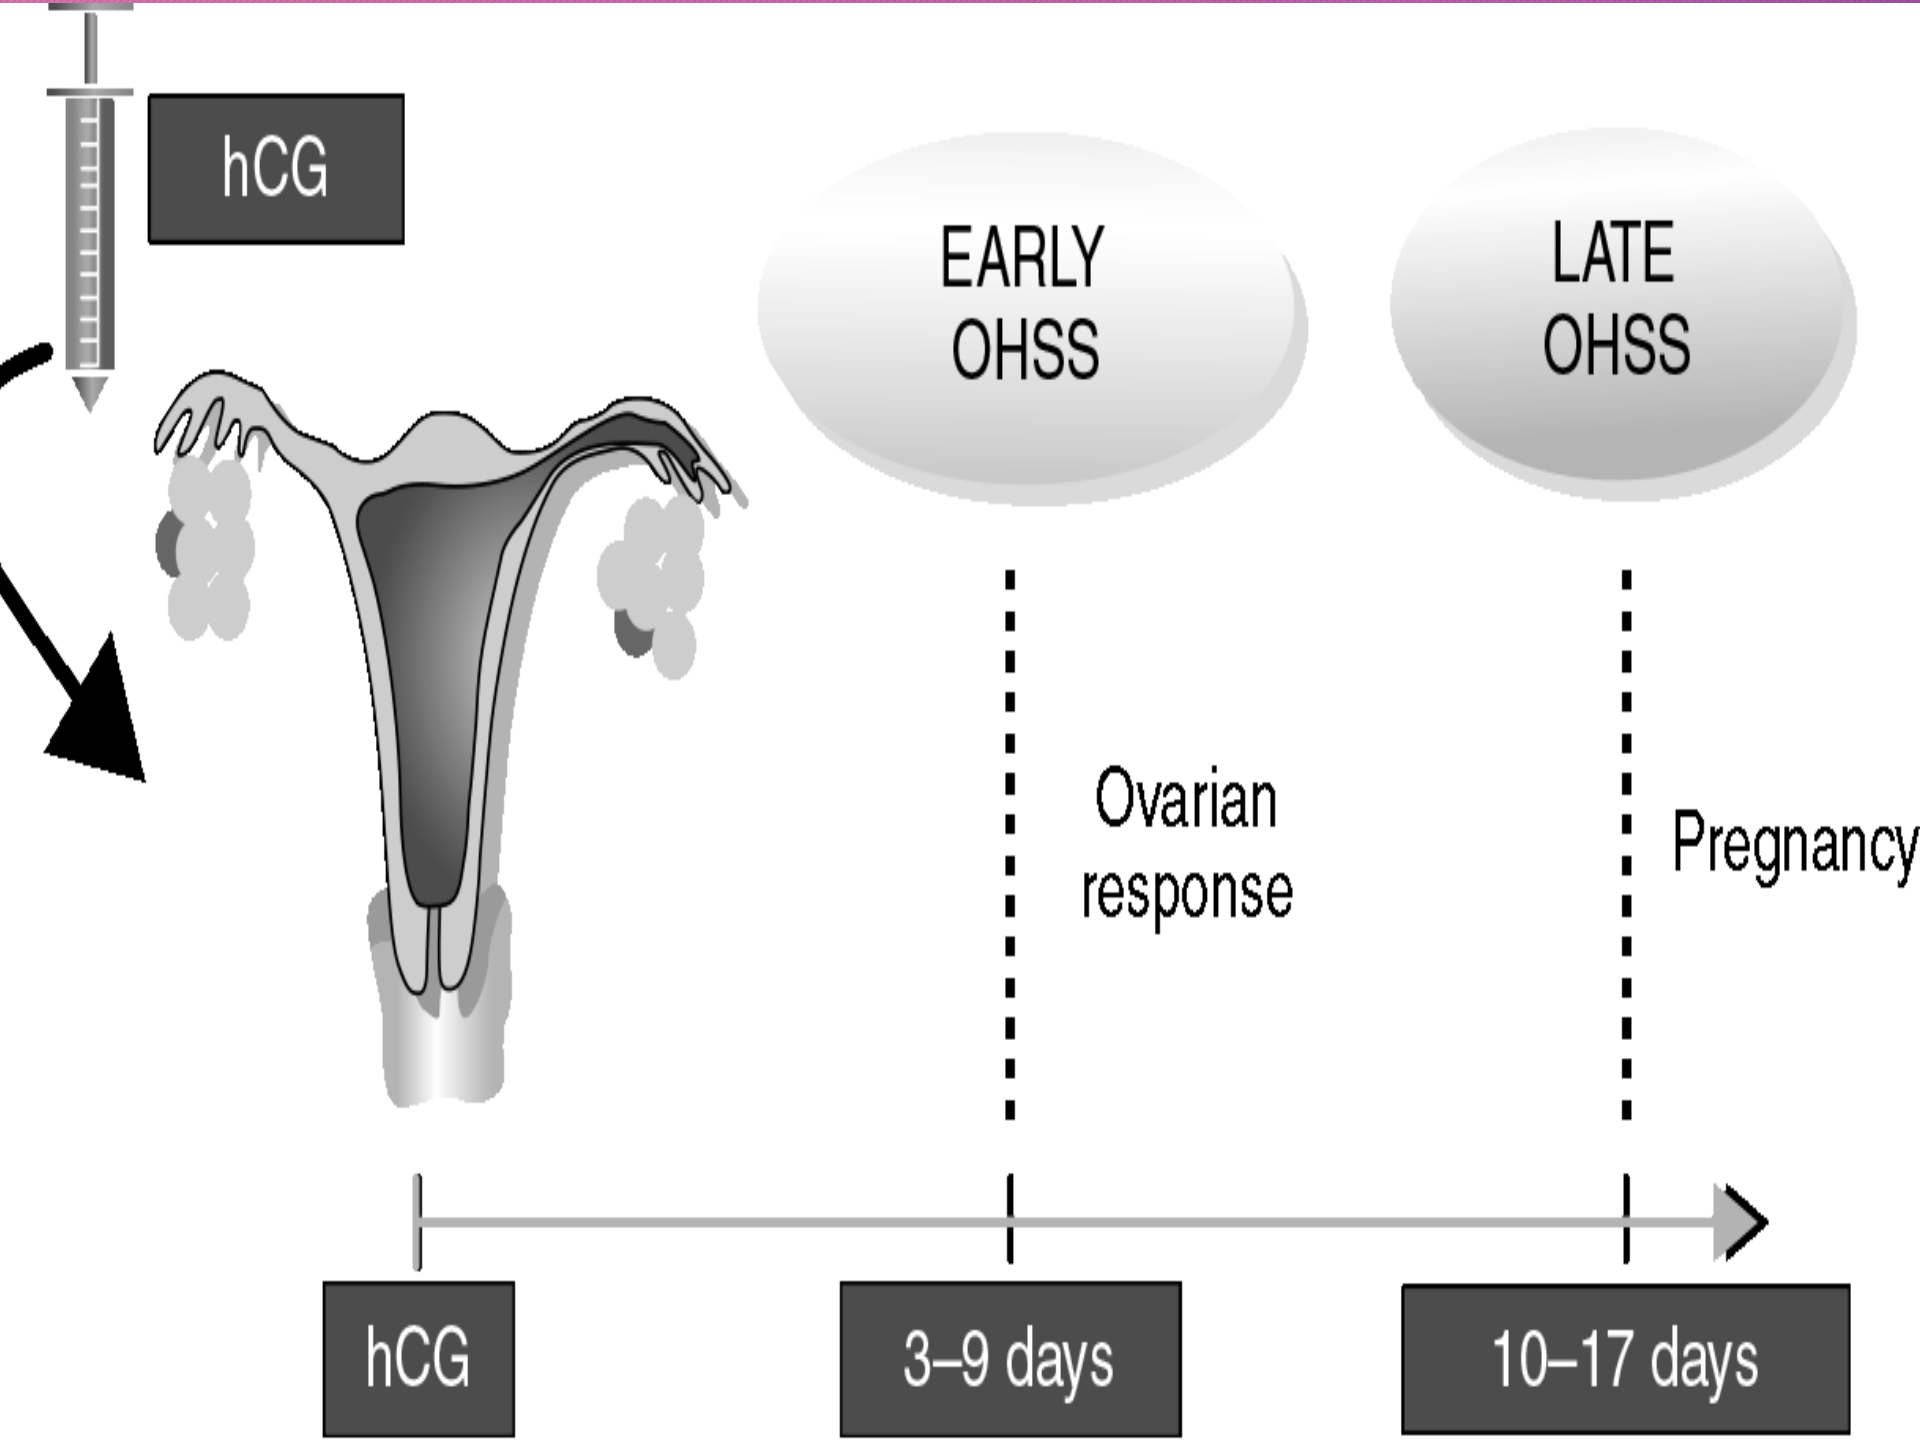 hCG
EARLY
OHSS
LATE
OHSS
Ovarian
response
Pregnancy
hCG
3–9 days
10–17 days